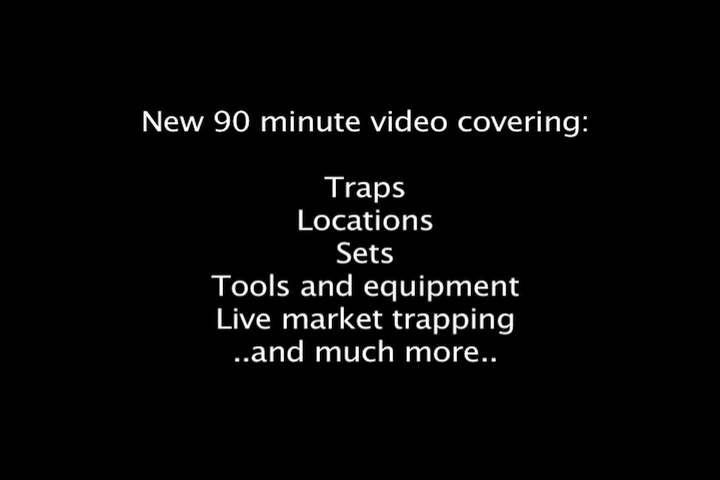 New 90 minute video covering:
Traps
Locations
Sets
Tools and equipment
Live market trapping
..and much more..